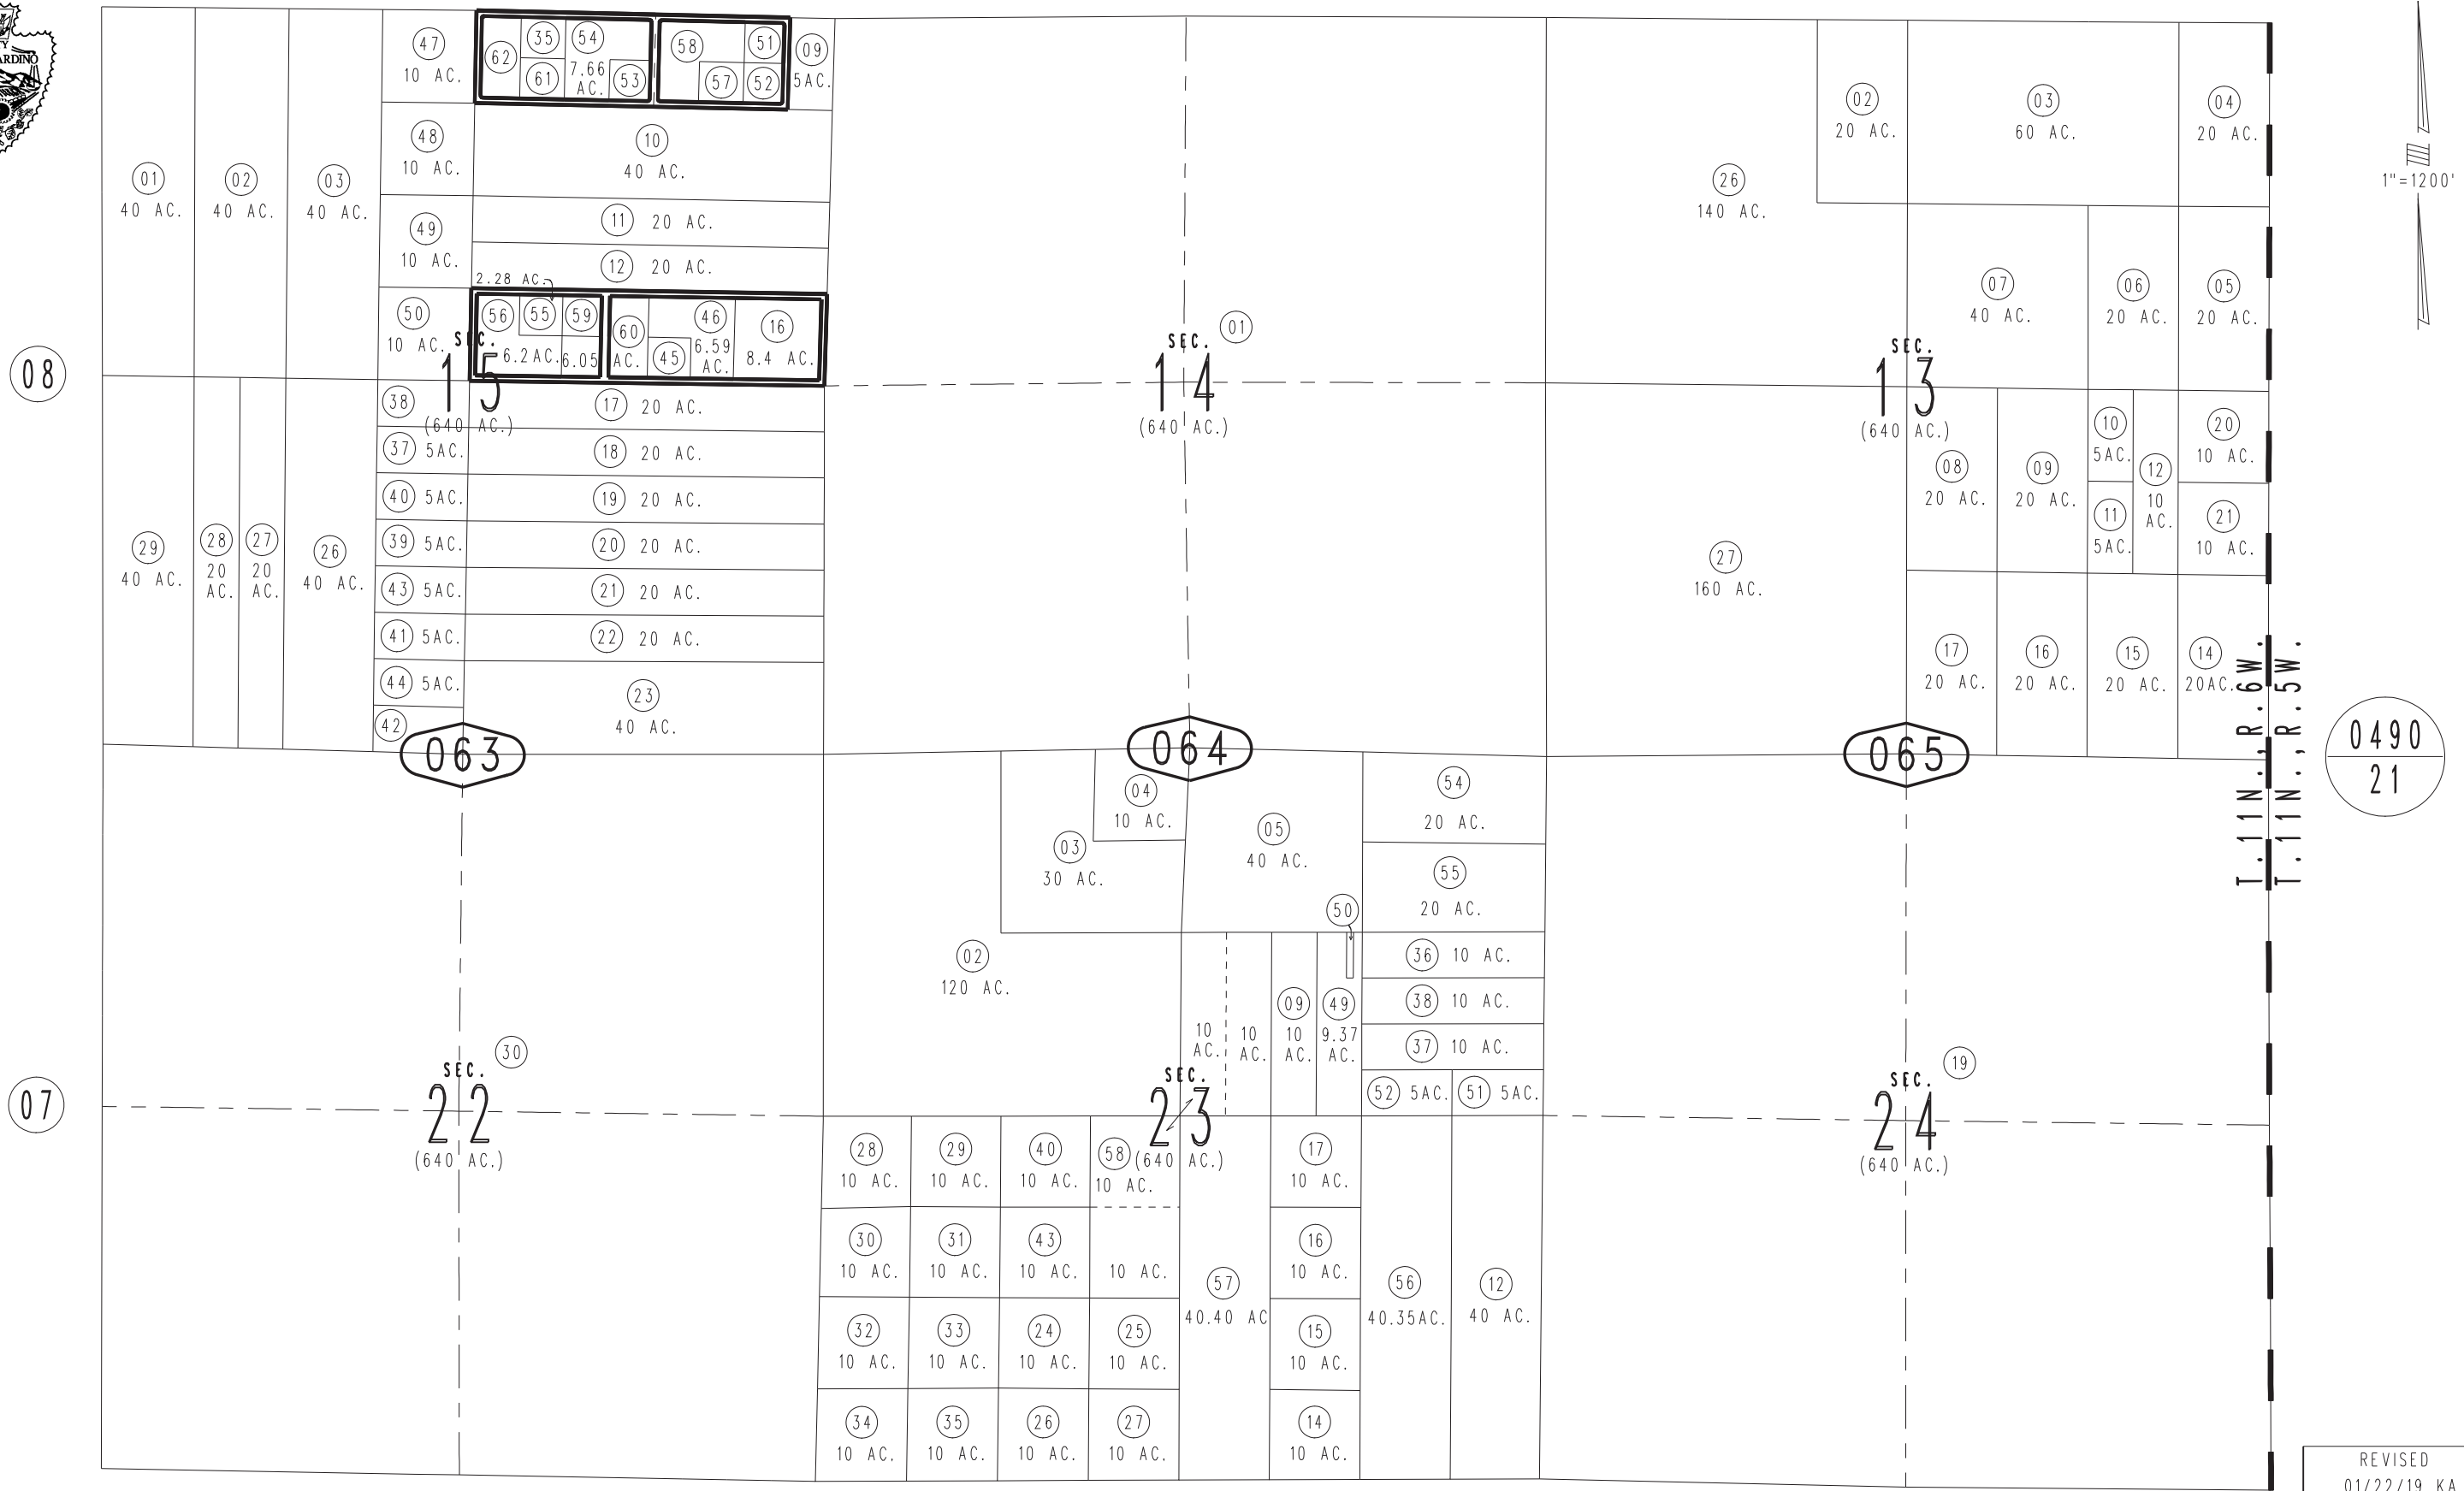 ARDINO
1"=1200'
08
07
47
10 AC.
62
35
61
54
7.66
AC.
53
58
51
57
52
09
5AC.
01
40 AC.
02
40 AC.
03
40 AC.
48
10 AC.
10
40 AC.
49
10 AC.
11 20 AC.
12 20 AC.
2.28 AC.
50
10 AC.
56
55
59
6.2AC.
6.05
60
AC.
46
45
6.59
AC.
16
8.4 AC.
SEC.
15
(640 AC.)
38
17 20 AC.
37 5AC.
18 20 AC.
40 5AC.
19 20 AC.
39 5AC.
20 20 AC.
43 5AC.
21 20 AC.
41 5AC.
22 20 AC.
44 5AC.
23
40 AC.
42
29
40 AC.
28
20
AC.
27
20
AC.
26
40 AC.
063
01
SEC.
14
(640 AC.)
064
26
140 AC.
02
20 AC.
03
60 AC.
04
20 AC.
07
40 AC.
06
20 AC.
05
20 AC.
SEC.
13
(640 AC.)
27
160 AC.
08
20 AC.
09
20 AC.
10
5AC.
11
5AC.
12
10
AC.
20
10 AC.
21
10 AC.
17
20 AC.
16
20 AC.
15
20 AC.
14
20AC.
065
T.11N., R.6W.
T.11N., R.5W.
0490
21
30
SEC.
22
(640 AC.)
04
10 AC.
03
30 AC.
05
40 AC.
54
20 AC.
55
20 AC.
50
02
120 AC.
36 10 AC.
38 10 AC.
37 10 AC.
10
AC.
10
AC.
09
10
AC.
49
9.37
AC.
52 5AC.
51 5AC.
SEC.
23
(640 AC.)
28
10 AC.
29
10 AC.
40
10 AC.
58
10 AC.
17
10 AC.
30
10 AC.
31
10 AC.
43
10 AC.
10 AC.
16
10 AC.
57
40.40 AC
56
40.35AC.
12
40 AC.
32
10 AC.
33
10 AC.
24
10 AC.
25
10 AC.
15
10 AC.
34
10 AC.
35
10 AC.
26
10 AC.
27
10 AC.
14
10 AC.
19
SEC.
24
(640 AC.)
REVISED
01/22/19 KA